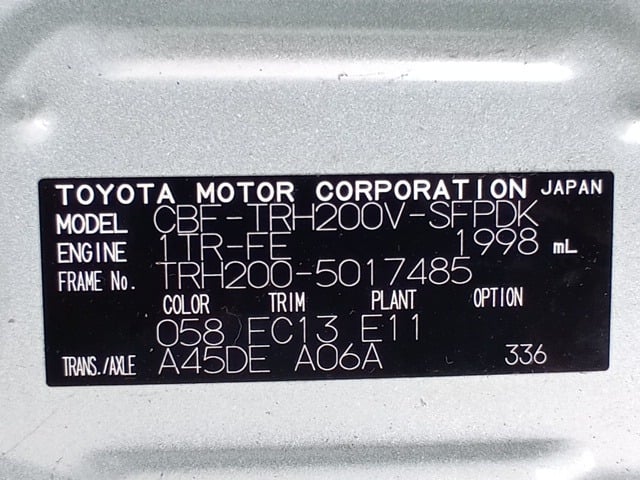 TOYOTA MOTOR CORPORATION JAPAN
MODEL CBF-TRH200V-SFPDK
ENGINE 1TR-FE 1998 mL
FRAME No. TRH200-5017485
COLOR TRIM PLANT OPTION
058 FC13 E11
TRANS./AXLE A45DE A06A 336